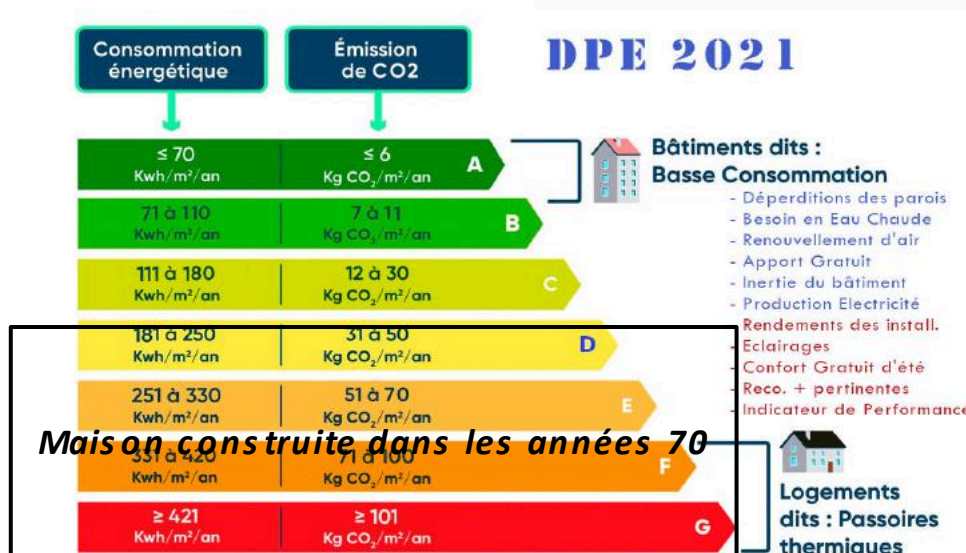 Consommation
énergétique
Émission
de CO2
DPE 2021
≤ 70
Kwh/m²/an
≤ 6
Kg CO₂/m²/an
A
71 à 110
Kwh/m²/an
7 à 11
Kg CO₂/m²/an
B
111 à 180
Kwh/m²/an
12 à 30
Kg CO₂/m²/an
C
181 à 250
Kwh/m²/an
31 à 50
Kg CO₂/m²/an
D
251 à 330
Kwh/m²/an
51 à 70
Kg CO₂/m²/an
E
Maison construite dans les années 70
331 à 420
Kwh/m²/an
71 à 100
Kg CO₂/m²/an
F
≥ 421
Kwh/m²/an
≥ 101
Kg CO₂/m²/an
G
Bâtiments dits :
Basse Consommation
- Déperditions des parois
- Besoin en Eau Chaude
- Renouvellement d'air
- Apport Gratuit
- Inertie du bâtiment
- Production Electricité
- Rendements des install.
- Eclairages
- Confort Gratuit d'été
- Reco. + pertinentes
- Indicateur de Performance
Logements
dits : Passoires
thermiques